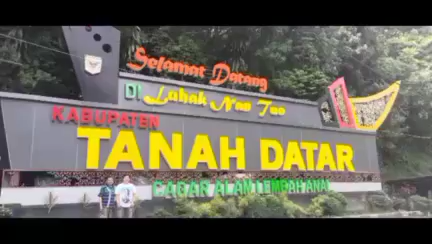 Selamat Datang
DI Luhak Nan Tuo
KABUPATEN
TANAH DATAR
CAGAR ALAM LEMBAH ANAI